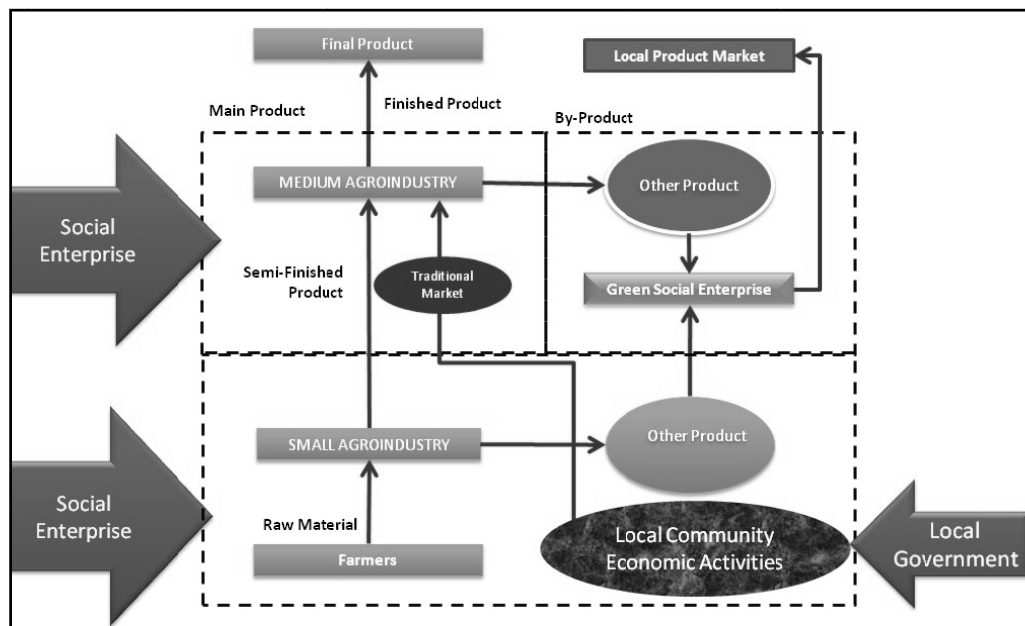 Final Product
Local Product Market
Main Product
Finished Product
By-Product
MEDIUM AGROINDUSTRY
Other Product
Social
Enterprise
Semi-Finished
Product
Traditional
Market
Green Social Enterprise
SMALL AGROINDUSTRY
Other Product
Social
Enterprise
Raw Material
Farmers
Local Community
Economic Activities
Local
Government